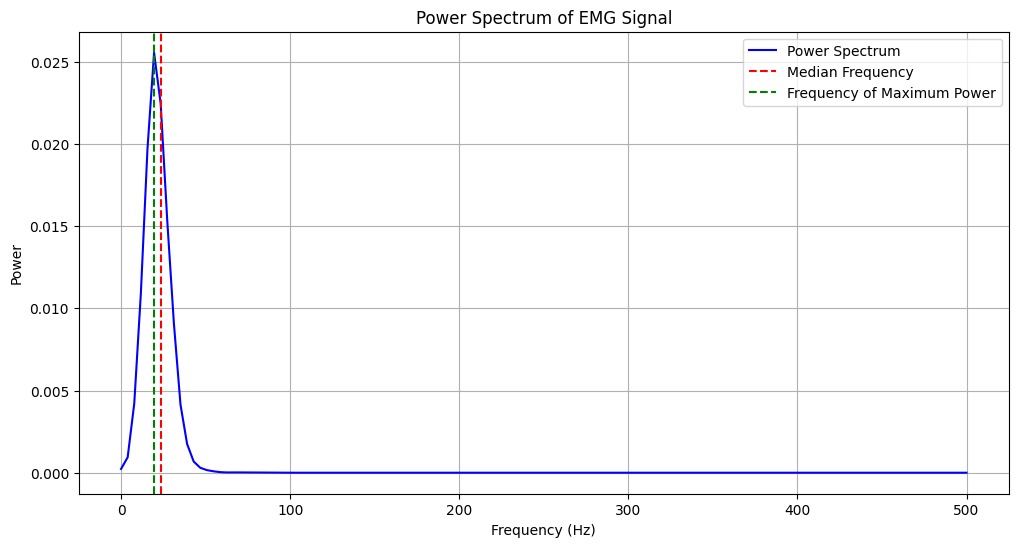 Power Spectrum of EMG Signal
Power Spectrum
Median Frequency
Frequency of Maximum Power
Power
0.025
0.020
0.015
0.010
0.005
0.000
0
100
200
300
400
500
Frequency (Hz)